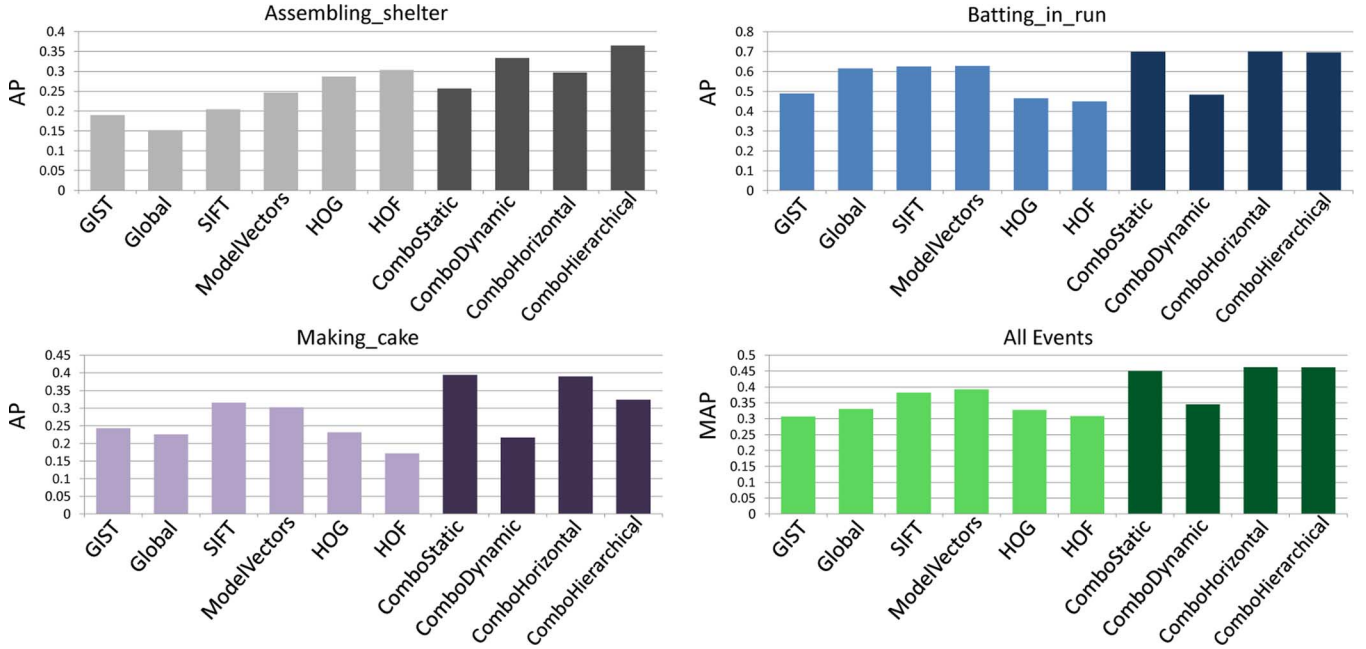 Assembling_shelter
AP
0.4
0.35
0.3
0.25
0.2
0.15
0.1
0.05
0
GIST
Global
SIFT
ModelVectors
HOG
HOF
ComboStatic
ComboDynamic
ComboHorizontal
ComboHierarchical
Batting_in_run
AP
0.8
0.7
0.6
0.5
0.4
0.3
0.2
0.1
0
GIST
Global
SIFT
ModelVectors
HOG
HOF
ComboStatic
ComboDynamic
ComboHorizontal
ComboHierarchical
Making_cake
AP
0.45
0.4
0.35
0.3
0.25
0.2
0.15
0.1
0.05
0
GIST
Global
SIFT
ModelVectors
HOG
HOF
ComboStatic
ComboDynamic
ComboHorizontal
ComboHierarchical
All Events
MAP
0.5
0.45
0.4
0.35
0.3
0.25
0.2
0.15
0.1
0.05
0
GIST
Global
SIFT
ModelVectors
HOG
HOF
ComboStatic
ComboDynamic
ComboHorizontal
ComboHierarchical